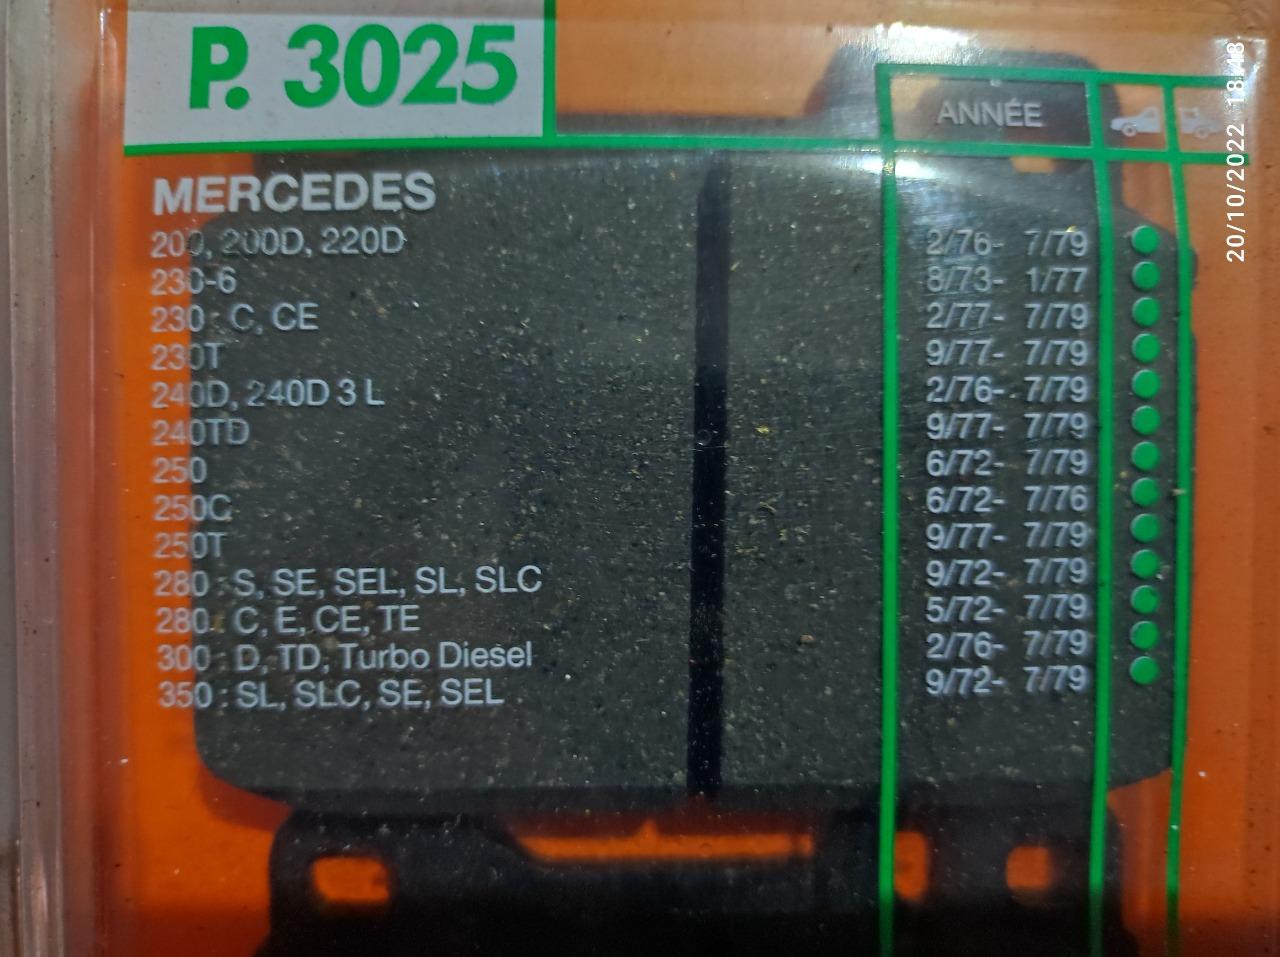 P. 3025
ANNÉE
MERCEDES
200, 200D, 220D 2/76- 7/79
230-6 8/73- 1/77
230 : C, CE 2/77- 7/79
230T 9/77- 7/79
240D, 240D 3 L 2/76- 7/79
240TD 9/77- 7/79
250 6/72- 7/79
250C 6/72- 7/76
250T 9/77- 7/79
280 : S, SE, SEL, SL, SLC 9/72- 7/79
280 : C, E, CE, TE 5/72- 7/79
300 : D, TD, Turbo Diesel 2/76- 7/79
350 : SL, SLC, SE, SEL 9/72- 7/79
20/10/2022 18:48